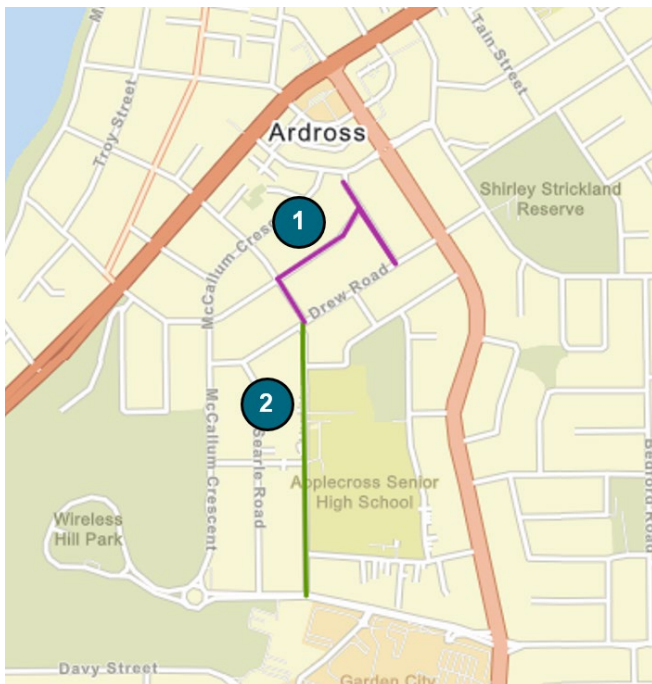 Tain Street
Troy Street
Ardross
Shirley Strickland
Reserve
1
McCallum Cres
Drew Road
2
McCallum Crescent
Searle Road
Applecross Senior
High School
Bedford Road
Wireless
Hill Park
Davy Street
Garden City